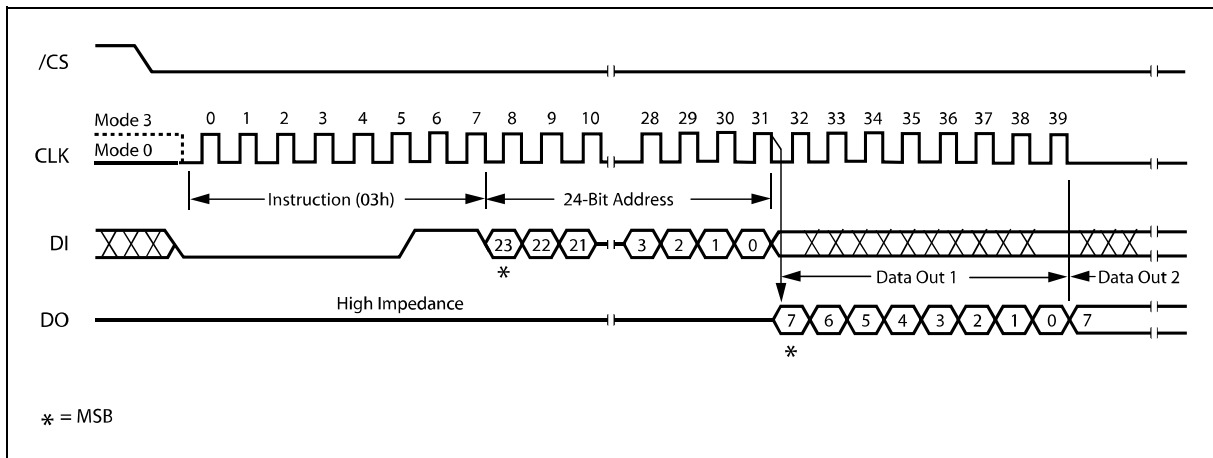 /CS
Mode 3
0 1 2 3 4 5 6 7 8 9 10 28 29 30 31 32 33 34 35 36 37 38 39
CLK
Mode 0
Instruction (03h) 24-Bit Address
DI 23 22 21 3 2 1 0
*
Data Out 1 Data Out 2
High Impedance
DO 7 6 5 4 3 2 1 0 7
*
* = MSB